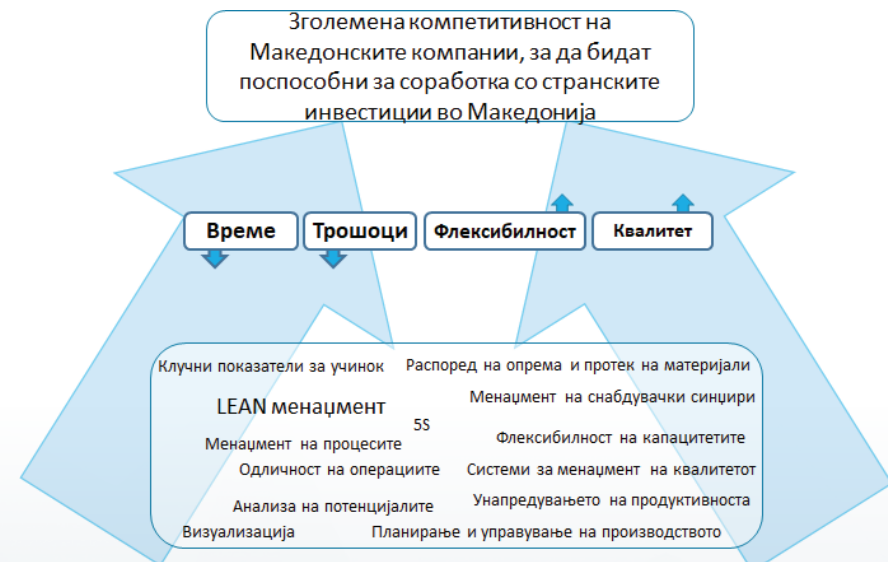 Зголемена компетитивност на
Македонските компании, за да бидат
поспособни за соработка со странските
инвестиции во Македонија
Време
Трошоци
Флексибилност
Квалитет
Клучни показатели за учинок
Распоред на опрема и протек на материјали
LEAN менаџмент
Менаџмент на снабдувачки синџири
5S
Менаџмент на процесите
Флексибилност на капацитетите
Одличност на операциите
Системи за менаџмент на квалитетот
Анализа на потенцијалите
Унапредувањето на продуктивноста
Визуализација
Планирање и управување на производството